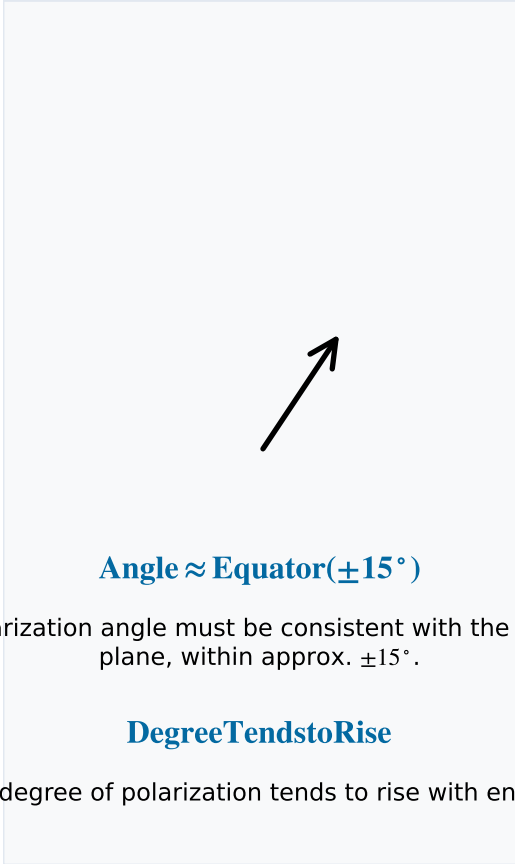 Angle ≈ Equator(±15°)
arization angle must be consistent with the
plane, within approx. ±15°.
DegreeTendstoRise
degree of polarization tends to rise with en